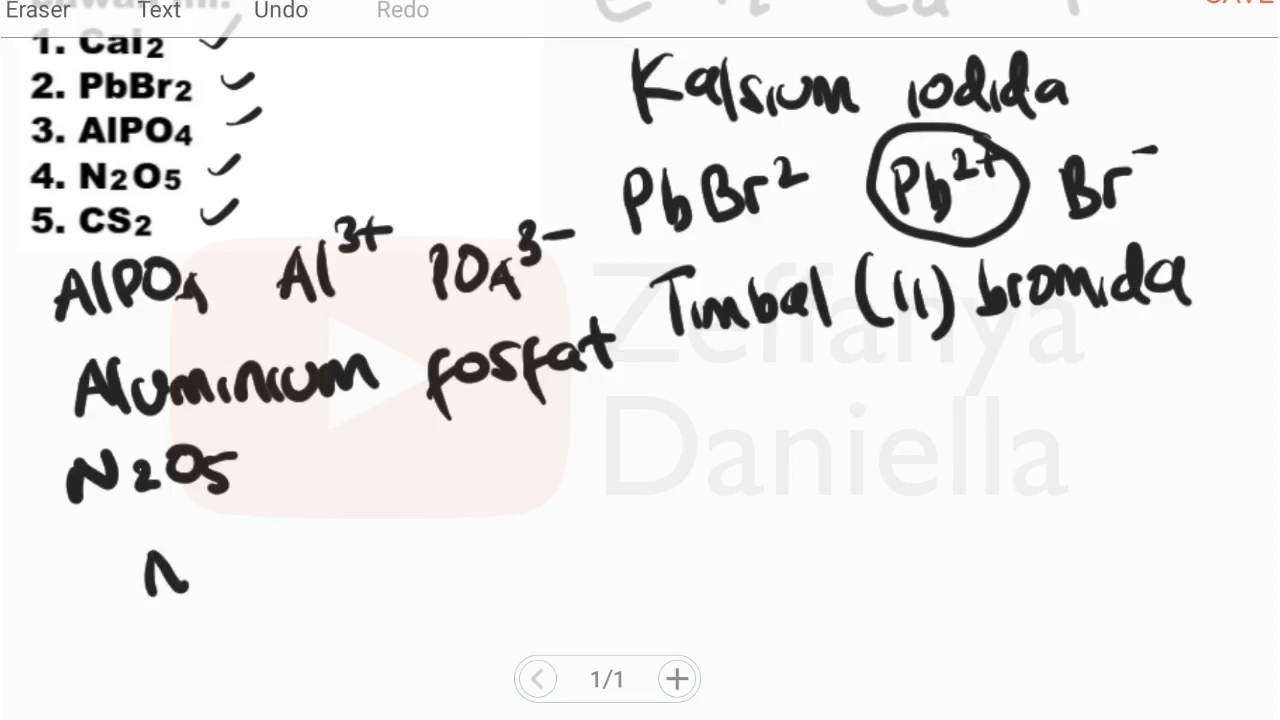 Eraser Text Undo Redo
1. CaI2
2. PbBr2
3. AlPO4
4. N2O5
5. CS2
Kalsium iodida
PbBr2 Pb2+ Br-
Timbal (II) bromida
AlPO4 Al3+ PO43-
Aluminium fosfat
N2O5
N
Zeffanya
Daniella
1/1